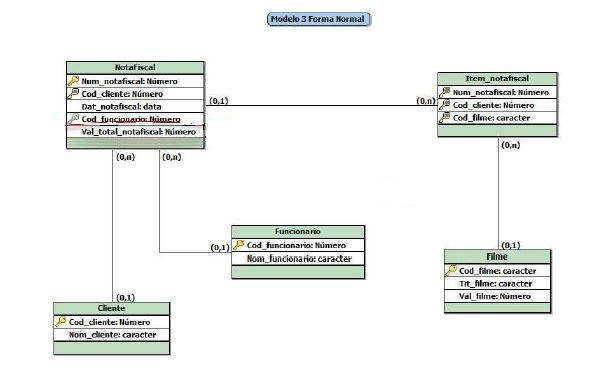 Modelo 3 Forma Normal
NotaFiscal
Num_notafiscal: Número
Cod_cliente: Número
Dat_notafiscal: data
Cod_funcionario: Número
Val_total_notafiscal: Número
(0,1)
(0,n)
Item_notafiscal
Num_notafiscal: Número
Cod_cliente: Número
Cod_filme: caracter
(0,n)
(0,n)
(0,n)
Funcionario
Cod_funcionario: Número
Nom_funcionario: caracter
(0,1)
(0,1)
Filme
Cod_filme: caracter
Tit_filme: caracter
Val_filme: Número
(0,1)
Cliente
Cod_cliente: Número
Nom_cliente: caracter